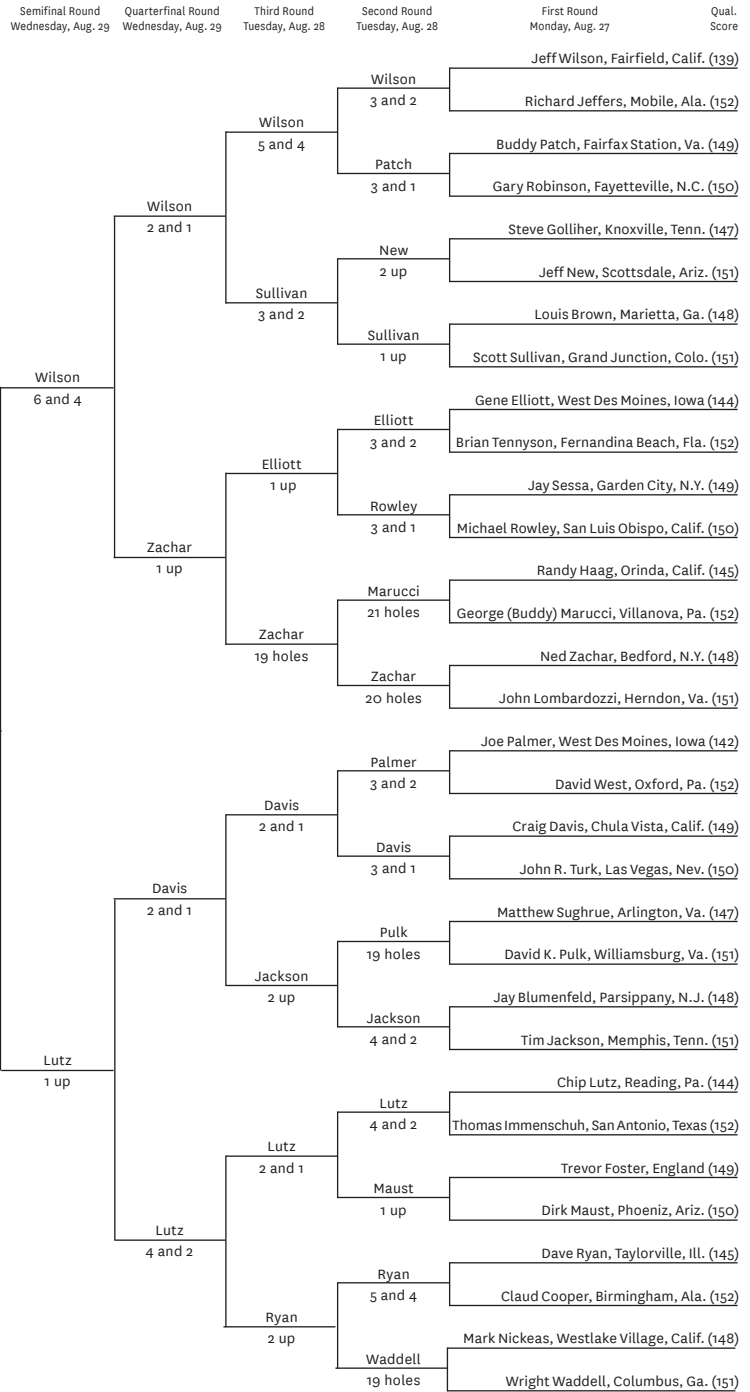 Semifinal Round
Wednesday, Aug. 29
Quarterfinal Round
Wednesday, Aug. 29
Third Round
Tuesday, Aug. 28
Second Round
Tuesday, Aug. 28
First Round
Monday, Aug. 27
Qual.
Score
Jeff Wilson, Fairfield, Calif. (139)
Wilson
3 and 2
Richard Jeffers, Mobile, Ala. (152)
Wilson
5 and 4
Buddy Patch, Fairfax Station, Va. (149)
Patch
3 and 1
Gary Robinson, Fayetteville, N.C. (150)
Wilson
2 and 1
Steve Golliher, Knoxville, Tenn. (147)
New
2 up
Jeff New, Scottsdale, Ariz. (151)
Sullivan
3 and 2
Louis Brown, Marietta, Ga. (148)
Sullivan
1 up
Scott Sullivan, Grand Junction, Colo. (151)
Wilson
6 and 4
Gene Elliott, West Des Moines, Iowa (144)
Elliott
3 and 2
Brian Tennyson, Fernandina Beach, Fla. (152)
Elliott
1 up
Jay Sessa, Garden City, N.Y. (149)
Rowley
3 and 1
Michael Rowley, San Luis Obispo, Calif. (150)
Zachar
1 up
Randy Haag, Orinda, Calif. (145)
Marucci
21 holes
George (Buddy) Marucci, Villanova, Pa. (152)
Zachar
19 holes
Ned Zachar, Bedford, N.Y. (148)
Zachar
20 holes
John Lombardozzi, Herndon, Va. (151)
Joe Palmer, West Des Moines, Iowa (142)
Palmer
3 and 2
David West, Oxford, Pa. (152)
Davis
2 and 1
Craig Davis, Chula Vista, Calif. (149)
Davis
3 and 1
John R. Turk, Las Vegas, Nev. (150)
Davis
2 and 1
Matthew Sughrue, Arlington, Va. (147)
Pulk
19 holes
David K. Pulk, Williamsburg, Va. (151)
Jackson
2 up
Jay Blumenfeld, Parsippany, N.J. (148)
Jackson
4 and 2
Tim Jackson, Memphis, Tenn. (151)
Lutz
1 up
Chip Lutz, Reading, Pa. (144)
Lutz
4 and 2
Thomas Immenschuh, San Antonio, Texas (152)
Lutz
2 and 1
Trevor Foster, England (149)
Maust
1 up
Dirk Maust, Phoeniz, Ariz. (150)
Lutz
4 and 2
Dave Ryan, Taylorville, Ill. (145)
Ryan
5 and 4
Claud Cooper, Birmingham, Ala. (152)
Ryan
2 up
Mark Nickeas, Westlake Village, Calif. (148)
Waddell
19 holes
Wright Waddell, Columbus, Ga. (151)